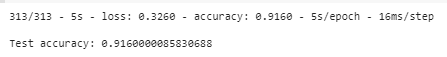 313/313 - 5s - loss: 0.3260 - accuracy: 0.9160 - 5s/epoch - 16ms/step
Test accuracy: 0.9160000085830688